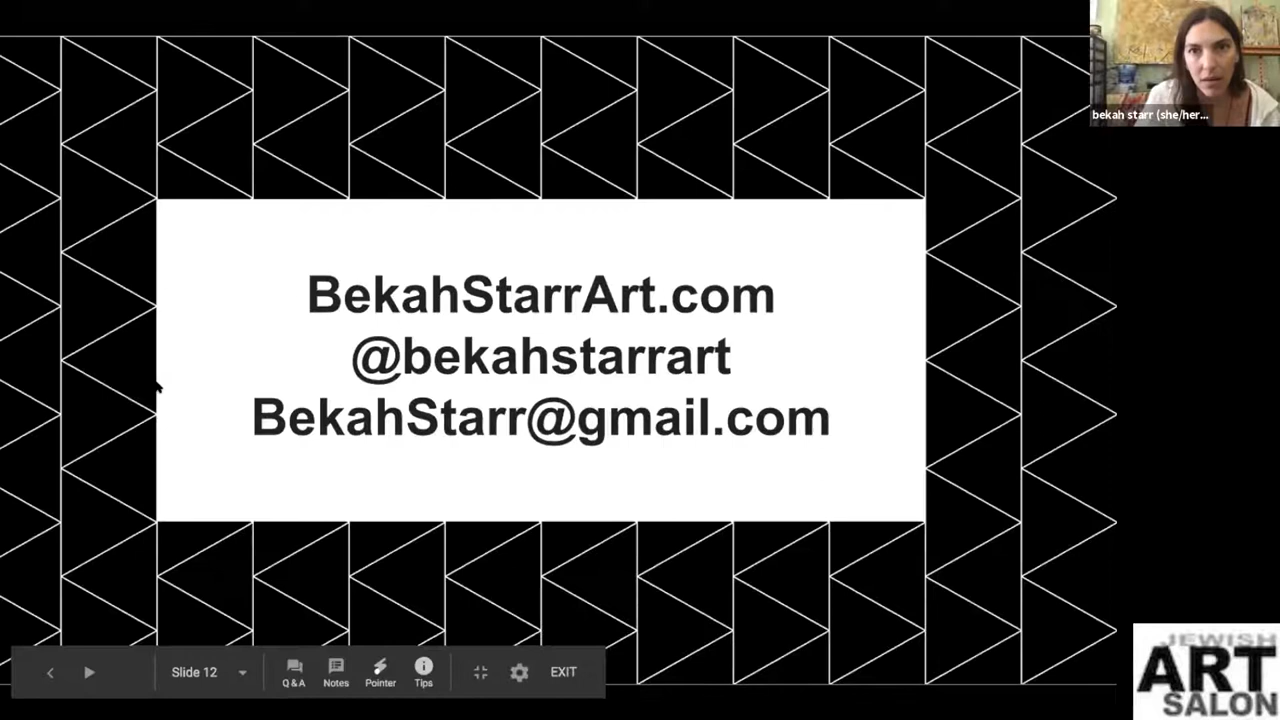 bekah starr (she/her...
BekahStarrArt.com
@bekahstarrart
BekahStarr@gmail.com
Slide 12
Q&A
Notes
Pointer
Tips
EXIT
JEWISH
ART
SALON